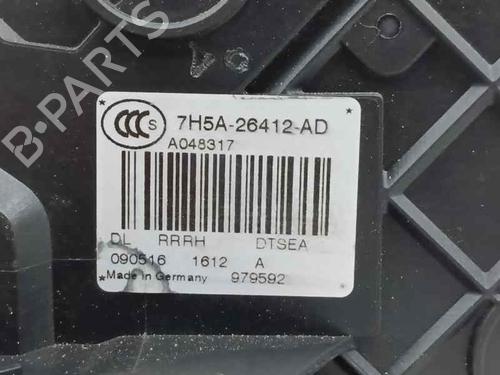 B-PARTS
CCC S
7H5A-26412-AD
A048317
DL RRRH DTSEA
090516 1612 A
Made in Germany 979592